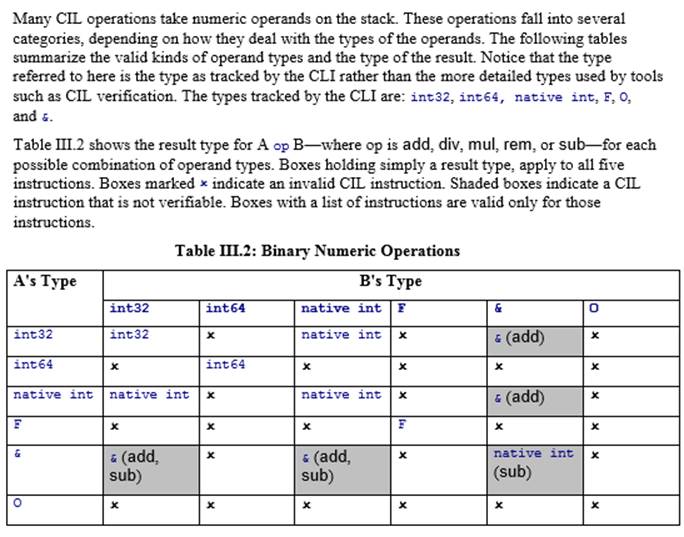 Many CIL operations take numeric operands on the stack. These operations fall into several
categories, depending on how they deal with the types of the operands. The following tables
summarize the valid kinds of operand types and the type of the result. Notice that the type
referred to here is the type as tracked by the CLI rather than the more detailed types used by tools
such as CIL verification. The types tracked by the CLI are: int32, int64, native int, F, O,
and &.
Table III.2 shows the result type for A op B—where op is add, div, mul, rem, or sub—for each
possible combination of operand types. Boxes holding simply a result type, apply to all five
instructions. Boxes marked × indicate an invalid CIL instruction. Shaded boxes indicate a CIL
instruction that is not verifiable. Boxes with a list of instructions are valid only for those
instructions.
Table III.2: Binary Numeric Operations
A's Type B's Type
int32 int64 native int F & O
int32 int32 × native int × & (add) ×
int64 × int64 × × × ×
native int native int × native int × & (add) ×
F × × × F × ×
& & (add, × & (add, × native int ×
sub) sub) (sub)
O × × × × × ×